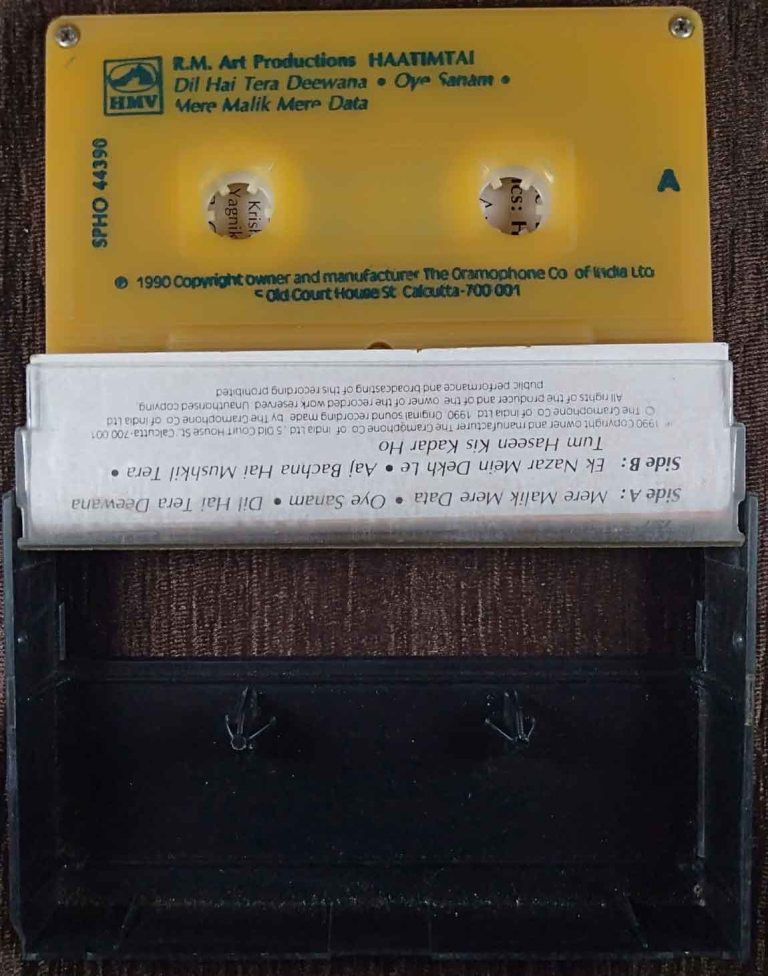 R.M. Art Productions HAATIMTAI
Dil Hai Tera Deewana • Oye Sanam •
Mere Malik Mere Data
HMV
SPHO 44390
A
Krish
Yagnik
cs: H
A
℗ 1990 Copyright owner and manufacturer The Gramophone Co of India Ltd
5 Old Court House St Calcutta-700 001
Side A: Mere Malik Mere Data • Oye Sanam • Dil Hai Tera Deewana
Side B: Ek Nazar Mein Dekh Le • Aaj Bachna Hai Mushkil Tera •
Tum Haseen Kis Kadar Ho
1990 Copyright owner and manufacturer The Gramophone Co. of India Ltd., 5 Old Court House St., Calcutta-700 001
© The Gramophone Co of India Ltd 1990 Original sound recording made by The Gramophone Co of India Ltd
All rights of the producer and of the owner of the recorded work reserved Unauthorised copying
public performance and broadcasting of this recording prohibited